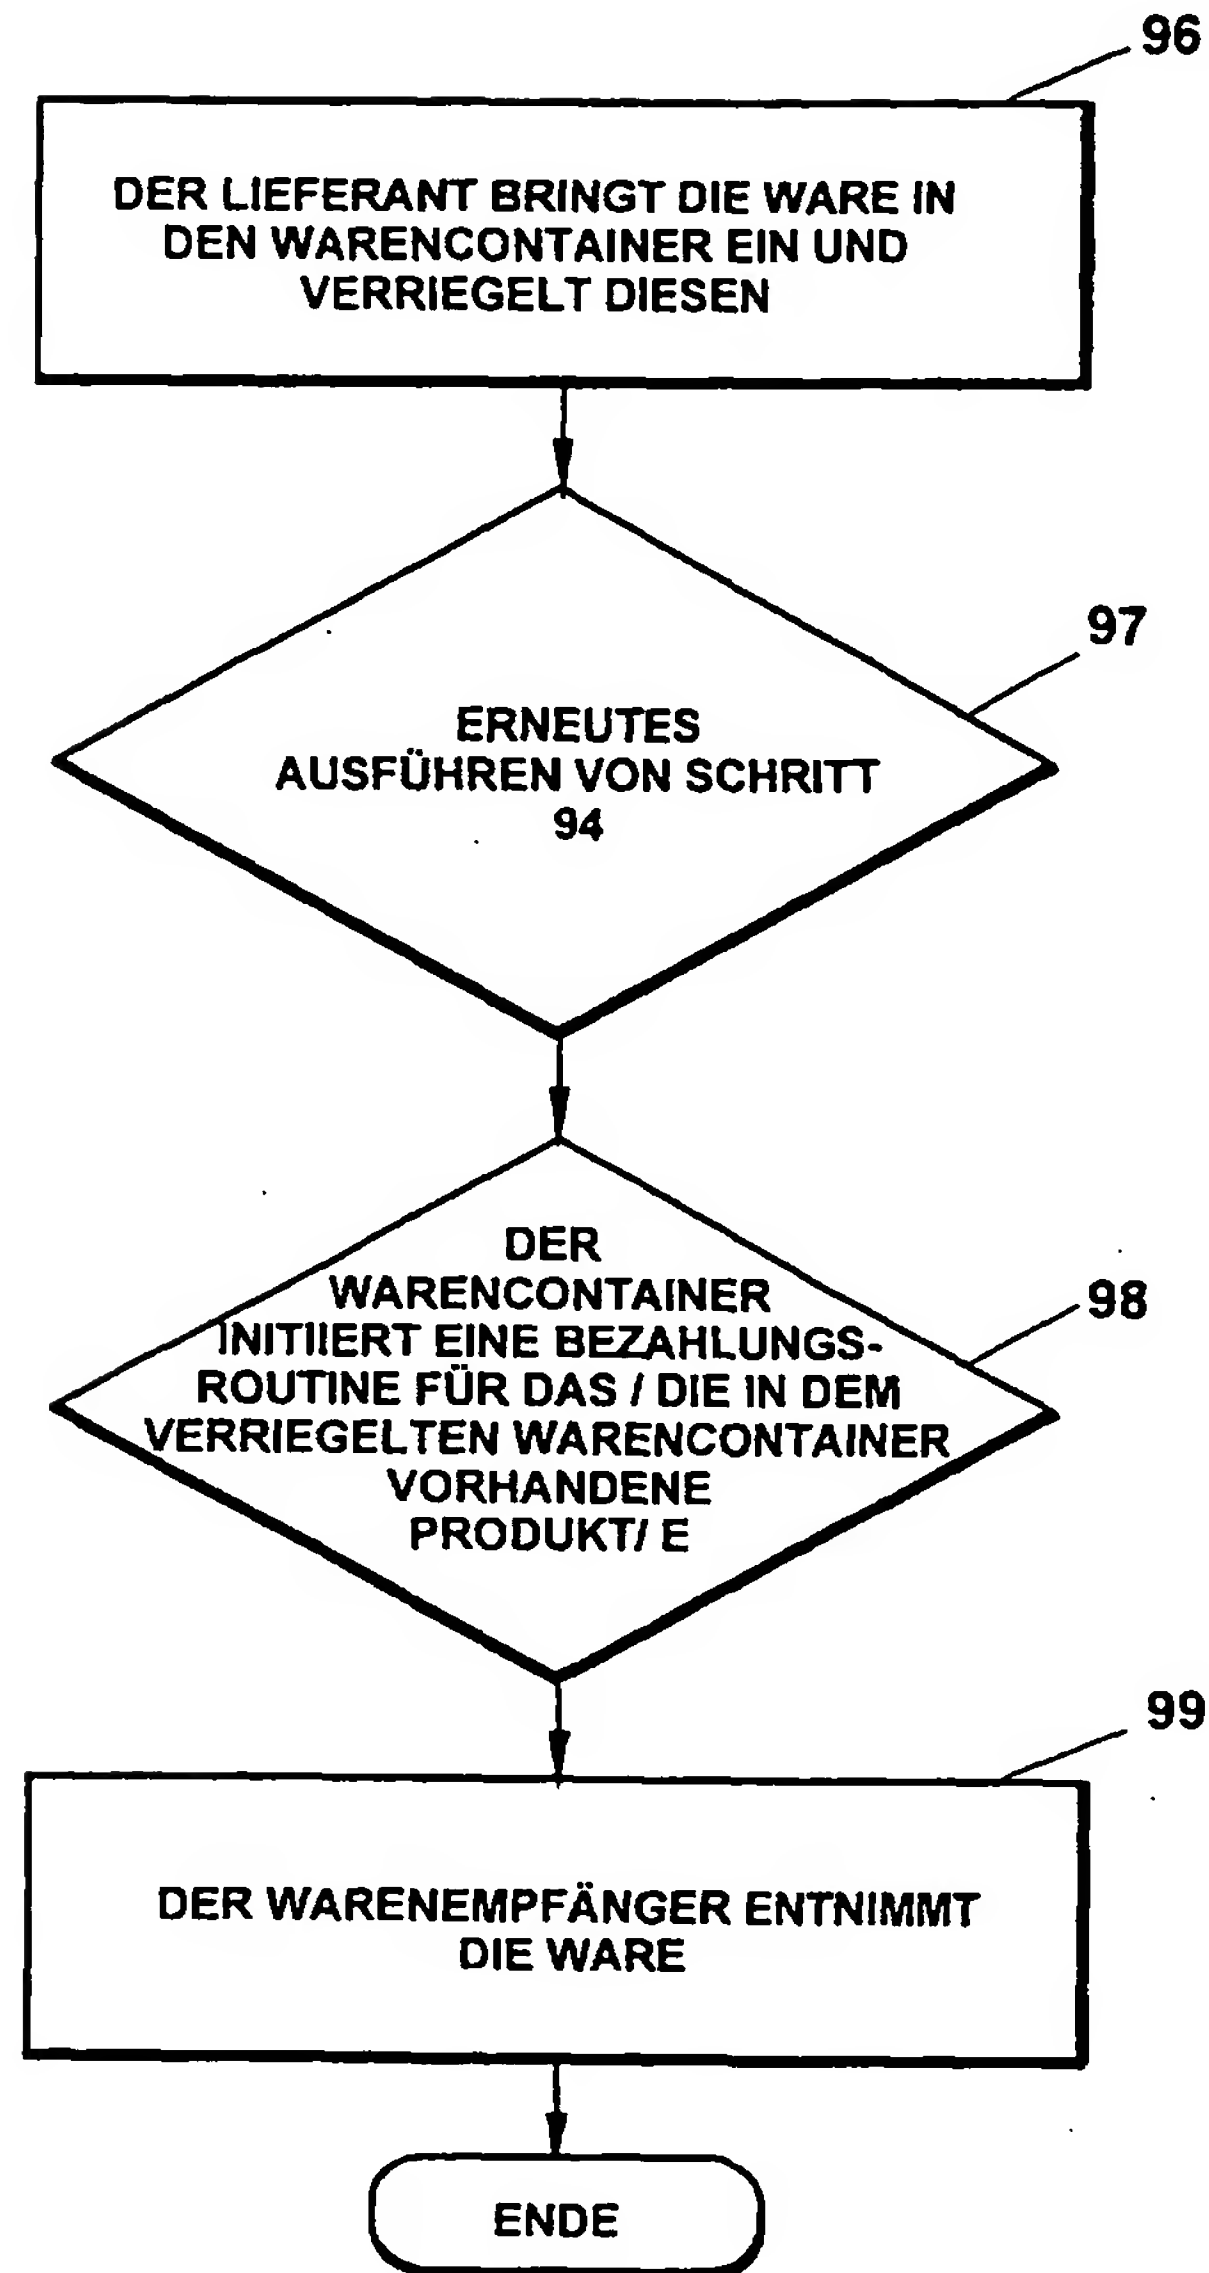 96
DER LIEFERANT BRINGT DIE WARE IN
DEN WARENCONTAINER EIN UND
VERRIEGELT DIESEN
97
ERNEUTES
AUSFÜHREN VON SCHRITT
94
98
DER
WARENCONTAINER
INITIIERT EINE BEZAHLUNGS-
ROUTINE FÜR DAS / DIE IN DEM
VERRIEGELTEN WARENCONTAINER
VORHANDENE
PRODUKT/ E
99
DER WARENEMPFÄNGER ENTNIMMT
DIE WARE
ENDE